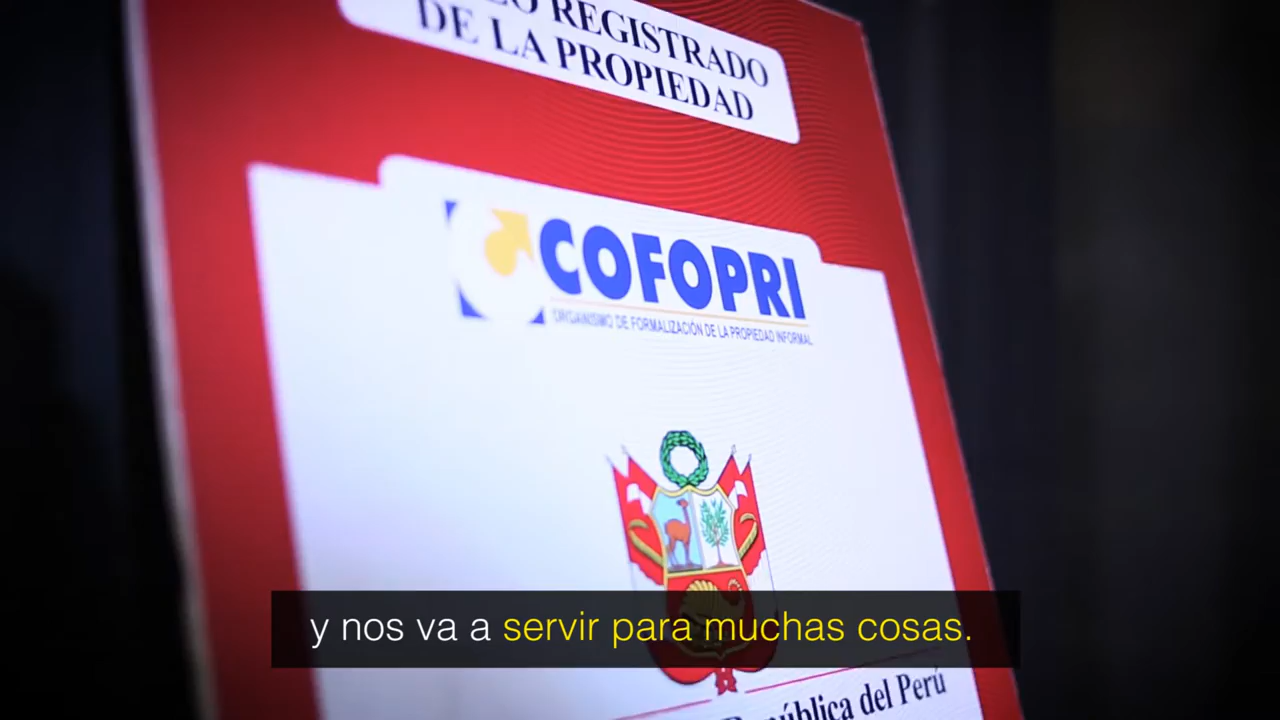 REGISTRADO
DE LA PROPIEDAD
COFOPRI
ORGANISMO DE FORMALIZACIÓN DE LA PROPIEDAD INFORMAL
y nos va a servir para muchas cosas.
República del Perú